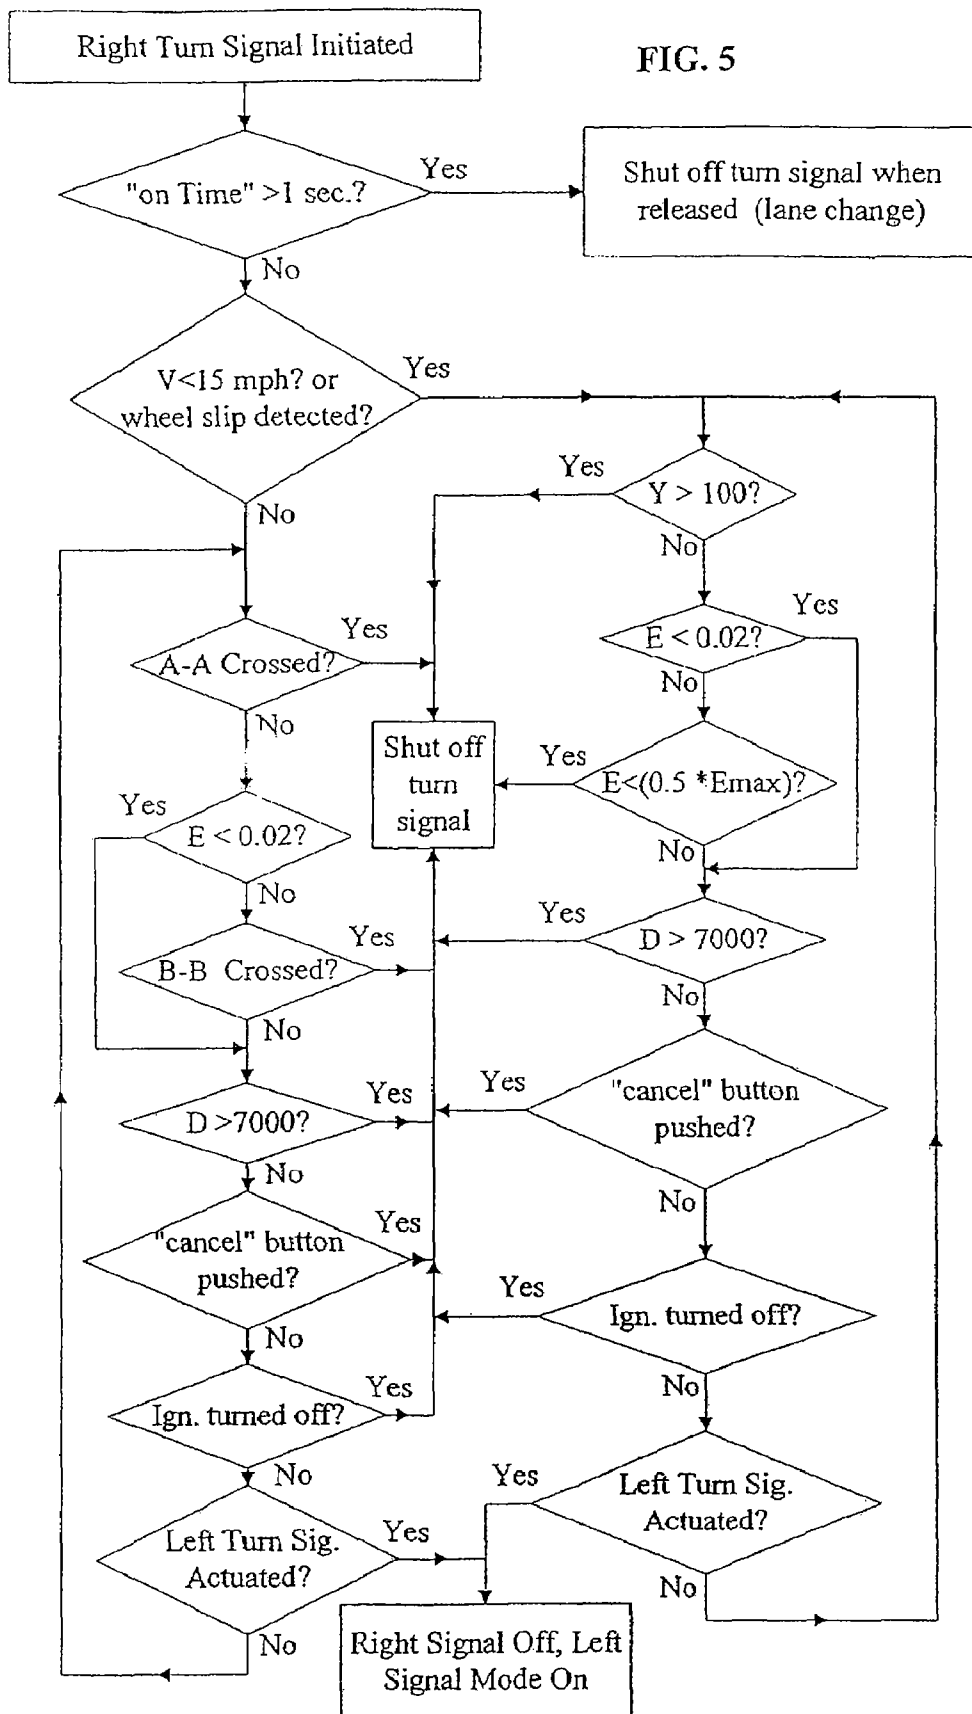 Right Turn Signal Initiated
FIG. 5
"on Time" >1 sec.?
Yes
Shut off turn signal when
released (lane change)
No
V<15 mph? or
wheel slip detected?
Yes
No
Yes
Y > 100?
No
A-A Crossed?
Yes
No
E < 0.02?
Yes
No
Shut off
turn
signal
Yes
E<(0.5 *Emax)?
No
Yes
E < 0.02?
No
B-B Crossed?
Yes
No
Yes
D > 7000?
No
D >7000?
Yes
No
Yes
"cancel" button
pushed?
No
"cancel" button
pushed?
Yes
No
Yes
Ign. turned off?
No
Ign. turned off?
Yes
No
Yes
Left Turn Sig.
Actuated?
No
Left Turn Sig.
Actuated?
Yes
No
Right Signal Off, Left
Signal Mode On